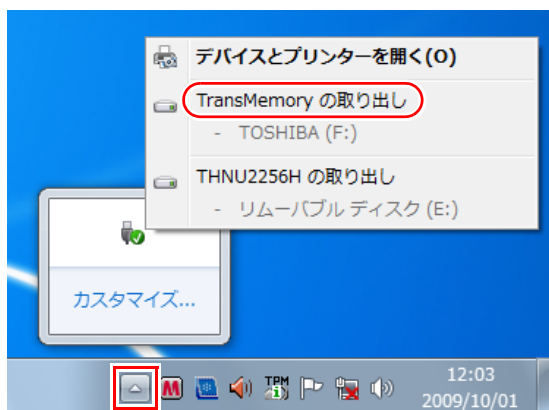 デバイスとプリンターを開く(O)
TransMemory の取り出し
- TOSHIBA (F:)
THNU2256H の取り出し
- リムーバブル ディスク (E:)
カスタマイズ...
M
TPM
12:03
2009/10/01